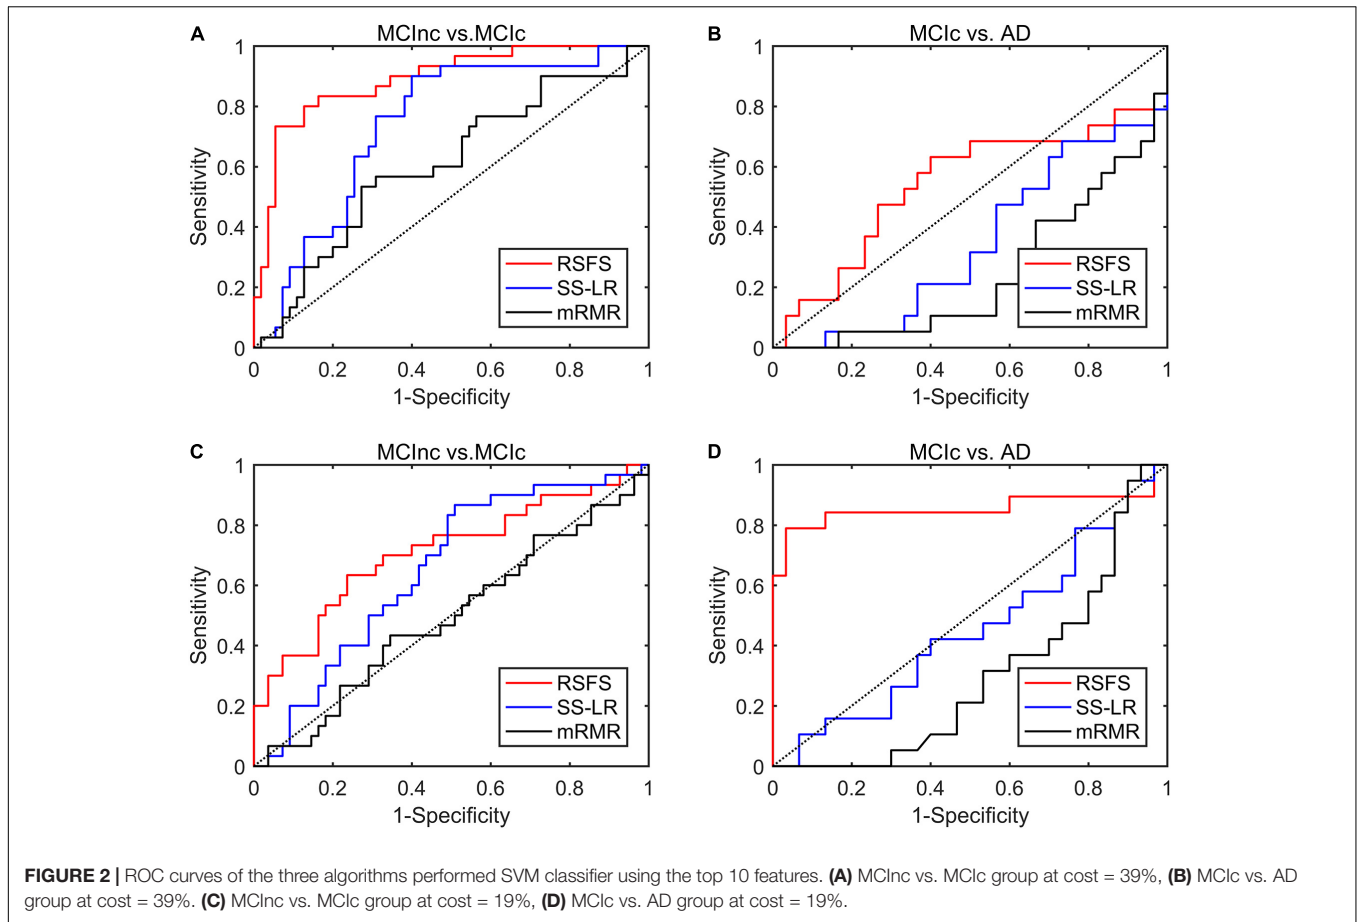 A
MCInc vs.MCIc
1
0.8
0.6
0.4
0.2
0
Sensitivity
RSFS
SS-LR
mRMR
0 0.2 0.4 0.6 0.8 1
1-Specificity
B
MCIc vs. AD
1
0.8
0.6
0.4
0.2
0
Sensitivity
RSFS
SS-LR
mRMR
0.2 0.4 0.6 0.8 1
1-Specificity
C
MCInc vs.MCIc
1
0.8
0.6
0.4
0.2
0
Sensitivity
RSFS
SS-LR
mRMR
0 0.2 0.4 0.6 0.8 1
1-Specificity
D
MCIc vs. AD
1
0.8
0.6
0.4
0.2
0
Sensitivity
RSFS
SS-LR
mRMR
0.2 0.4 0.6 0.8 1
1-Specificity
FIGURE 2 | ROC curves of the three algorithms performed SVM classifier using the top 10 features. (A) MCInc vs. MCIc group at cost = 39%, (B) MCIc vs. AD
group at cost = 39%. (C) MCInc vs. MCIc group at cost = 19%, (D) MCIc vs. AD group at cost = 19%.